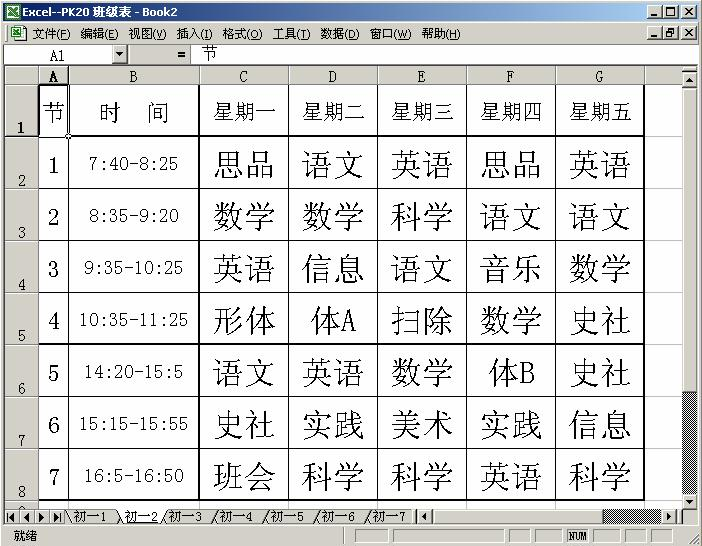 Excel--PK20 班级表 - Book2
文件(F) 编辑(E) 视图(V) 插入(I) 格式(O) 工具(T) 数据(D) 窗口(W) 帮助(H)
A1 = 节
A B C D E F G
1 节 时 间 星期一 星期二 星期三 星期四 星期五
2 1 7:40-8:25 思品 语文 英语 思品 英语
3 2 8:35-9:20 数学 数学 科学 语文 语文
4 3 9:35-10:25 英语 信息 语文 音乐 数学
5 4 10:35-11:25 形体 体A 扫除 数学 史社
6 5 14:20-15:5 语文 英语 数学 体B 史社
7 6 15:15-15:55 史社 实践 美术 实践 信息
8 7 16:5-16:50 班会 科学 科学 英语 科学
初一1 初一2 初一3 初一4 初一5 初一6 初一7
就绪 NUM